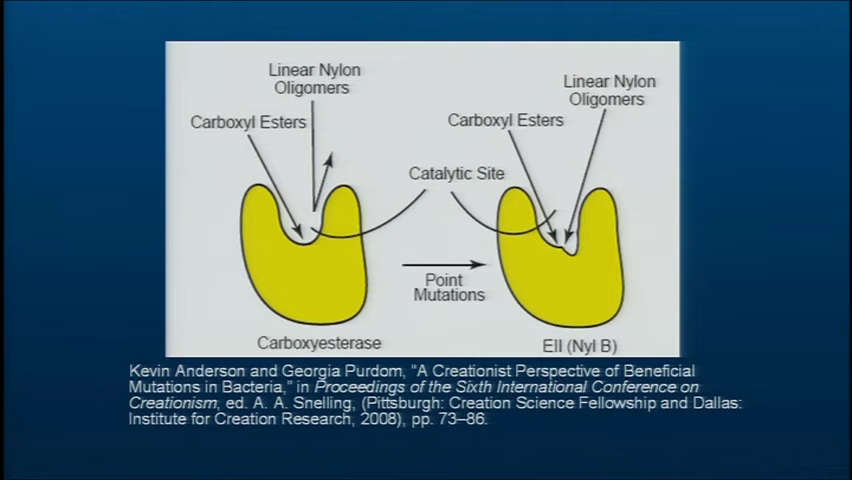 Linear Nylon
Oligomers
Carboxyl Esters
Linear Nylon
Oligomers
Carboxyl Esters
Catalytic Site
Point
Mutations
Carboxyesterase
EII (Nyl B)
Kevin Anderson and Georgia Purdom, “A Creationist Perspective of Beneficial
Mutations in Bacteria,” in Proceedings of the Sixth International Conference on
Creationism, ed. A. A. Snelling, (Pittsburgh: Creation Science Fellowship and Dallas:
Institute for Creation Research, 2008), pp. 73–86.